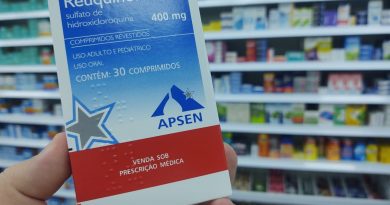 Reuquinol
sulfato de
hidroxicloroquina 400 mg
COMPRIMIDOS REVESTIDOS
USO ADULTO E PEDIÁTRICO
USO ORAL
CONTÉM: 30 COMPRIMIDOS
APSEN
VENDA SOB
PRESCRIÇÃO MÉDICA